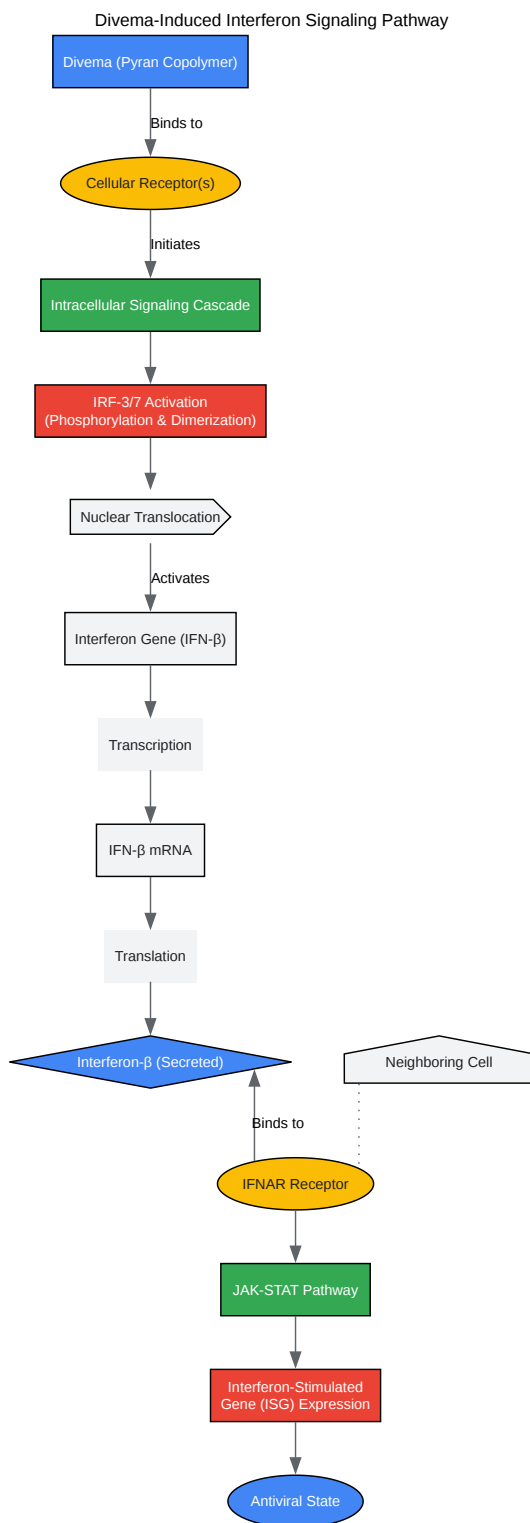 Divema-Induced Interferon Signaling Pathway
Divema (Pyran Copolymer)
Binds to
Cellular Receptor(s)
Initiates
Intracellular Signaling Cascade
IRF-3/7 Activation
(Phosphorylation & Dimerization)
Nuclear Translocation
Activates
Interferon Gene (IFN-β)
Transcription
IFN-β mRNA
Translation
Interferon-β (Secreted)
Neighboring Cell
Binds to
IFNAR Receptor
JAK-STAT Pathway
Interferon-Stimulated
Gene (ISG) Expression
Antiviral State